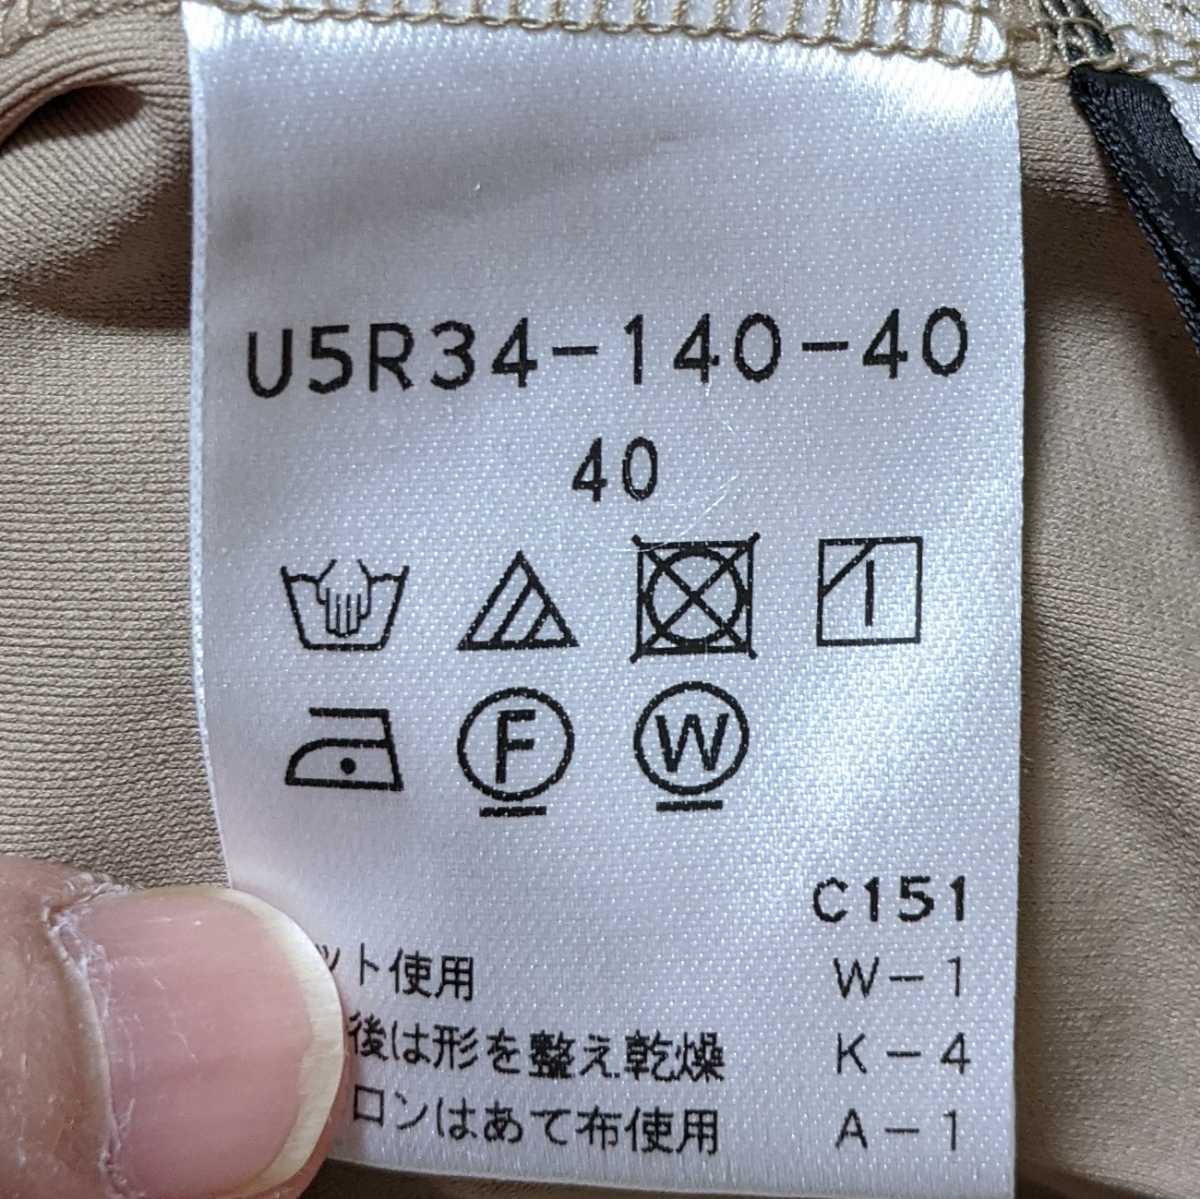 U5R34-140-40
40
F
W
C151
ット使用 W-1
後は形を整え乾燥 K-4
ロンはあて布使用 A-1